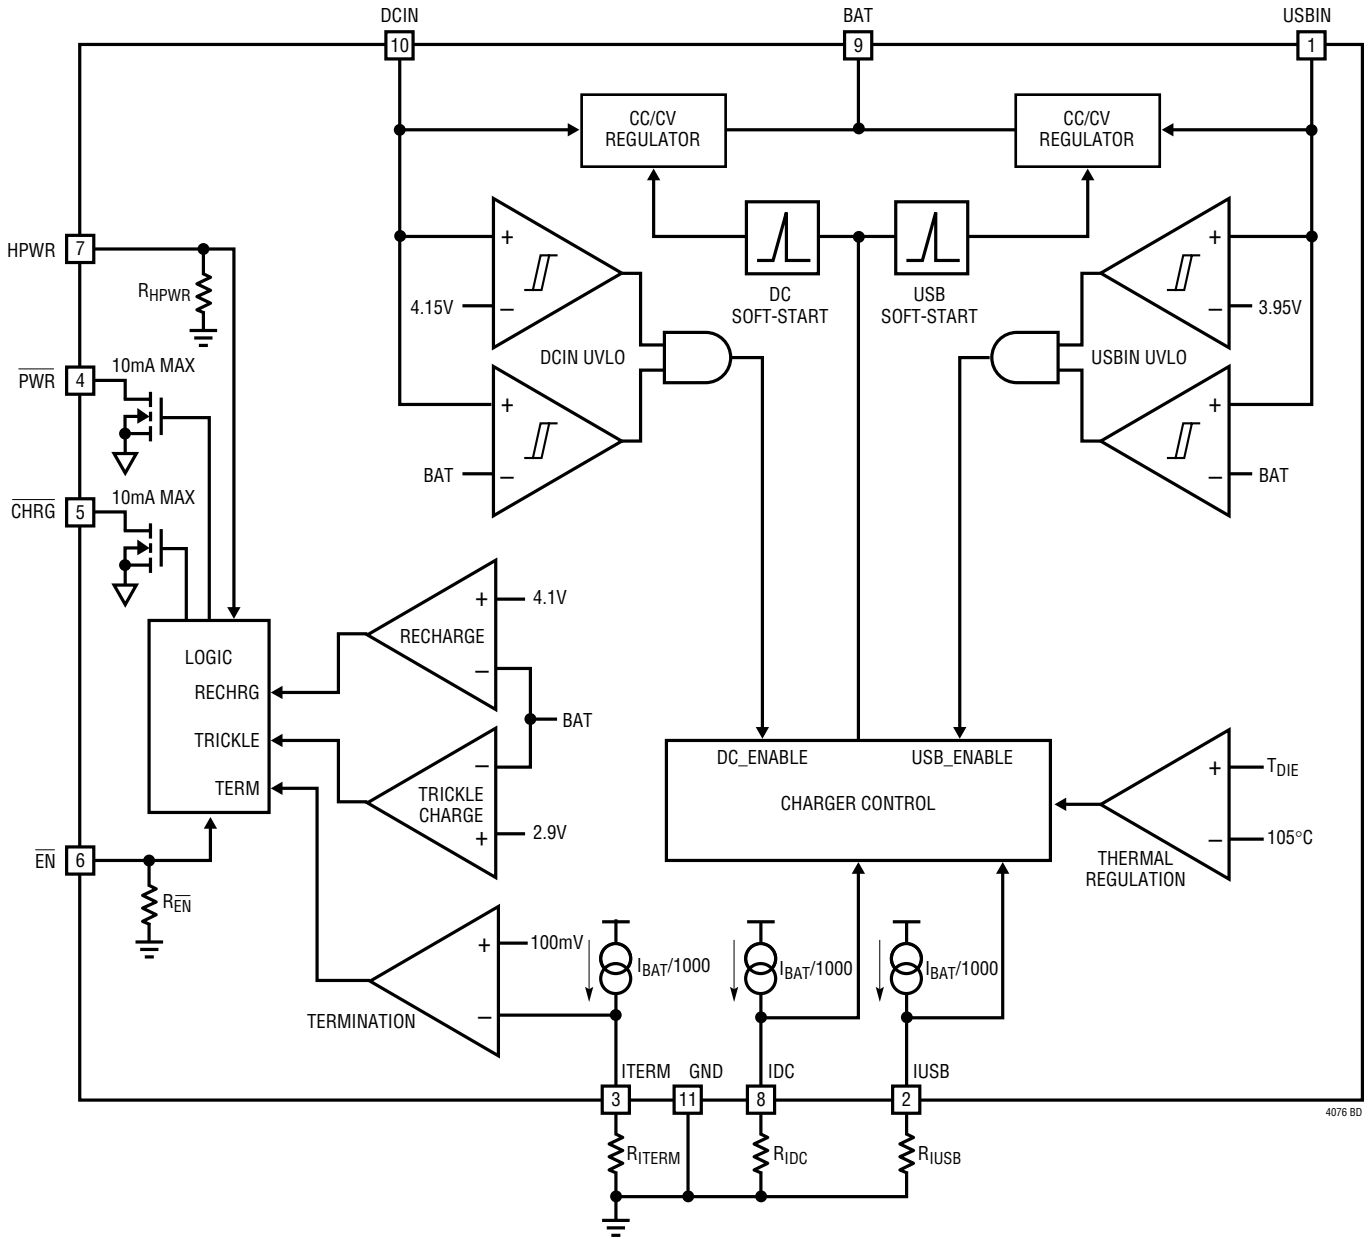 DCIN
BAT
USBIN
10
9
1
CC/CV
REGULATOR
CC/CV
REGULATOR
HPWR
7
RHPWR
+
4.15V
–
DC
SOFT-START
USB
SOFT-START
+
–
3.95V
DCIN UVLO
USBIN UVLO
PWR
4
10mA MAX
+
BAT
–
+
–
BAT
CHRG
5
10mA MAX
+
4.1V
RECHARGE
–
BAT
LOGIC
RECHRG
TRICKLE
TERM
–
TRICKLE
CHARGE
+
2.9V
DC_ENABLE
USB_ENABLE
CHARGER CONTROL
+
TDIE
–
105°C
THERMAL
REGULATION
EN
6
REN
+
100mV
–
TERMINATION
IBAT/1000
IBAT/1000
IBAT/1000
ITERM
GND
IDC
IUSB
3
11
8
2
4076 BD
RITERM
RIDC
RIUSB